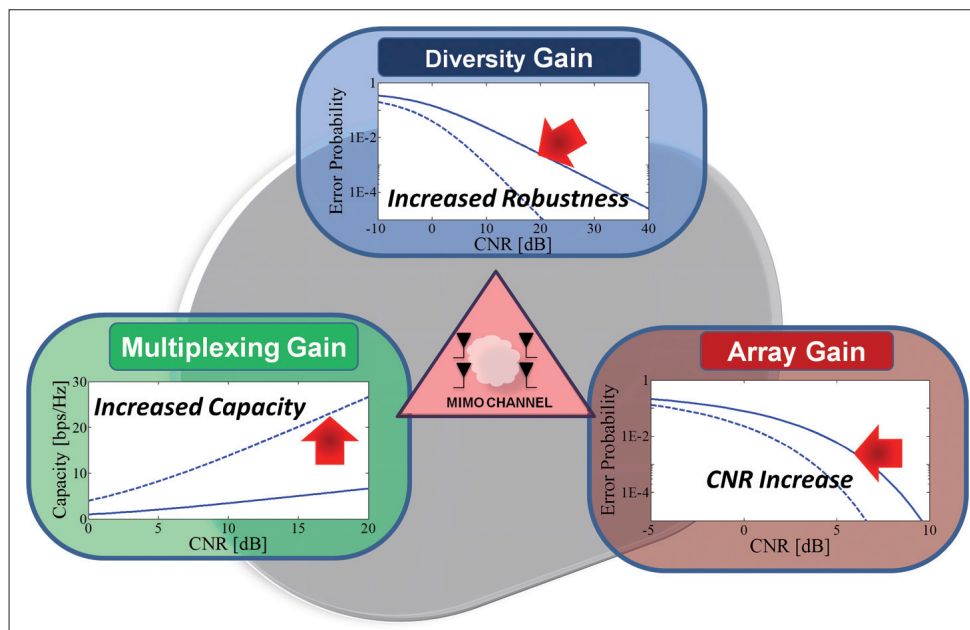 Diversity Gain
1
1E-2
1E-4
Error Probability
Increased Robustness
-10 0 10 20 30 40
CNR [dB]
Multiplexing Gain
30
20
10
0
Capacity [bps/Hz]
Increased Capacity
0 5 10 15 20
CNR [dB]
MIMO CHANNEL
Array Gain
1
1E-2
1E-4
Error Probability
CNR Increase
-5 0 5 10
CNR [dB]